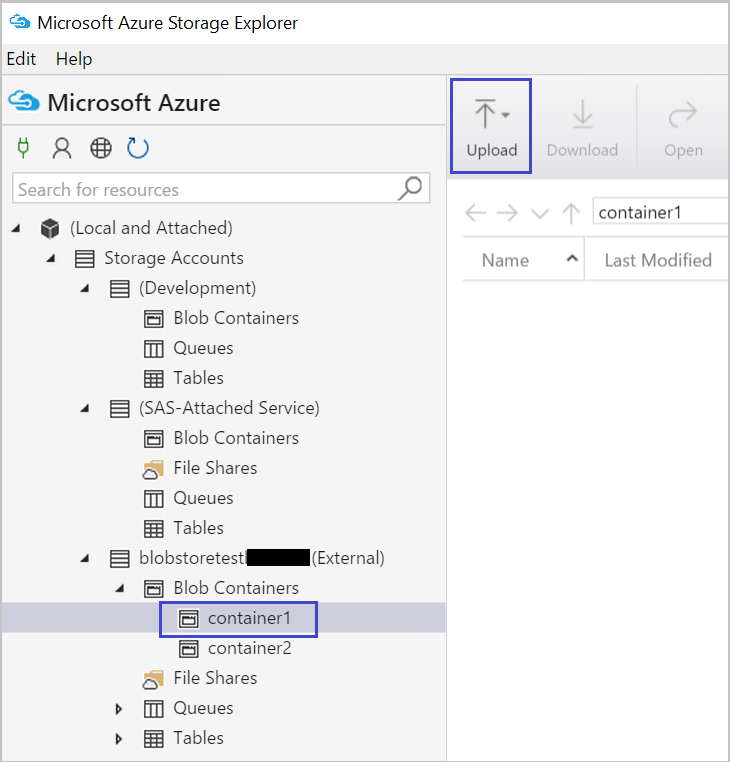 Microsoft Azure Storage Explorer
Edit Help
Microsoft Azure
Search for resources
(Local and Attached)
Storage Accounts
(Development)
Blob Containers
Queues
Tables
(SAS-Attached Service)
Blob Containers
File Shares
Queues
Tables
blobstoretest (External)
Blob Containers
container1
container2
File Shares
Queues
Tables
Upload Download Open
container1
Name Last Modified